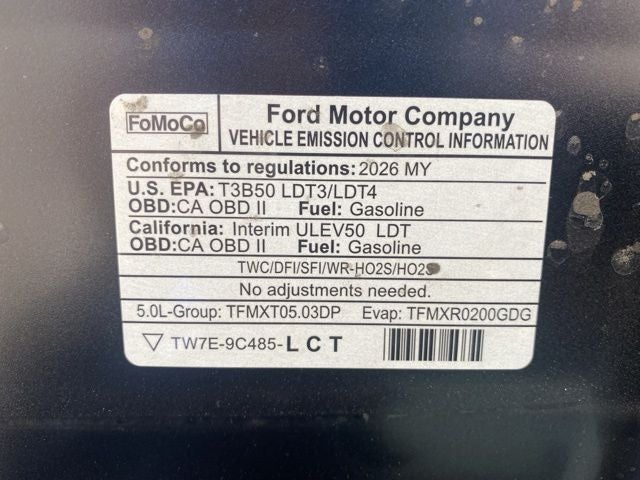 FoMoCo
Ford Motor Company
VEHICLE EMISSION CONTROL INFORMATION
Conforms to regulations: 2026 MY
U.S. EPA: T3B50 LDT3/LDT4
OBD:CA OBD II Fuel: Gasoline
California: Interim ULEV50 LDT
OBD:CA OBD II Fuel: Gasoline
TWC/DFI/SFI/WR-HO2S/HO2S
No adjustments needed.
5.0L-Group: TFMXT05.03DP Evap: TFMXR0200GDG
TW7E-9C485-LCT